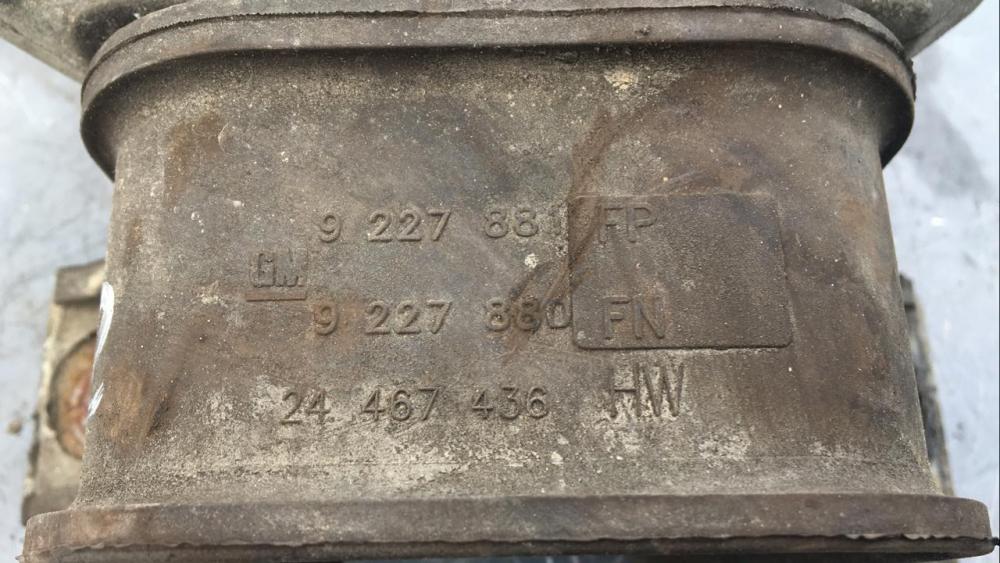 9 227 881 FP
GM
9 227 880 FN
24 467 436 HW